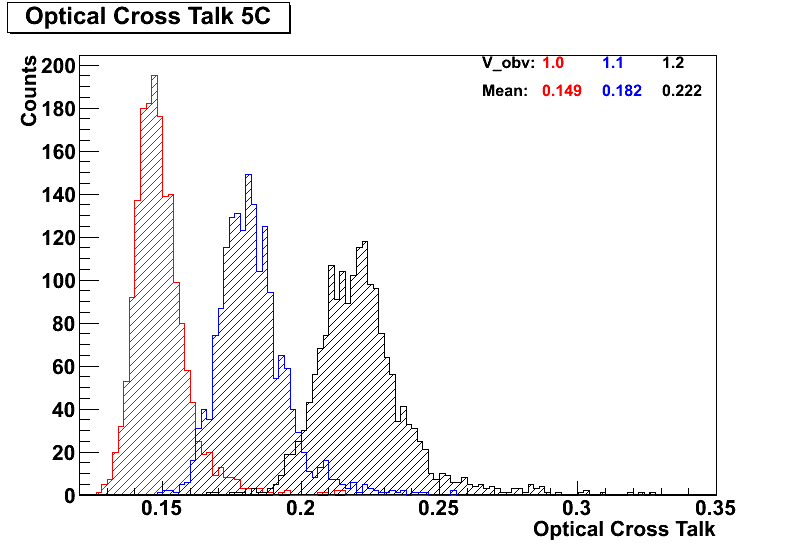 Optical Cross Talk 5C
Counts
200
180
160
140
120
100
80
60
40
20
0
V_obv: 1.0 1.1 1.2
Mean: 0.149 0.182 0.222
0.15 0.2 0.25 0.3 0.35
Optical Cross Talk